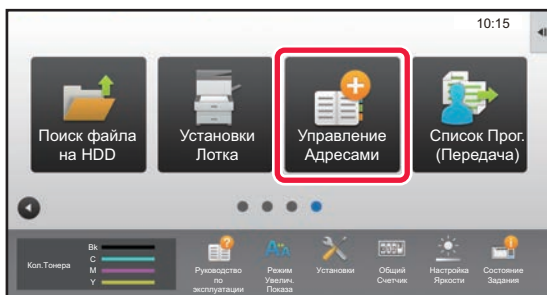 10:15
Поиск файла
на HDD
Установки
Лотка
Управление
Адресами
Список Прог.
(Передача)
Кол.Тонера
Bk
C
M
Y
Руководство
по
эксплуатации
Режим
Увелич.
Показа
Установки
Общий
Счетчик
Настройка
Яркости
Состояние
Задания